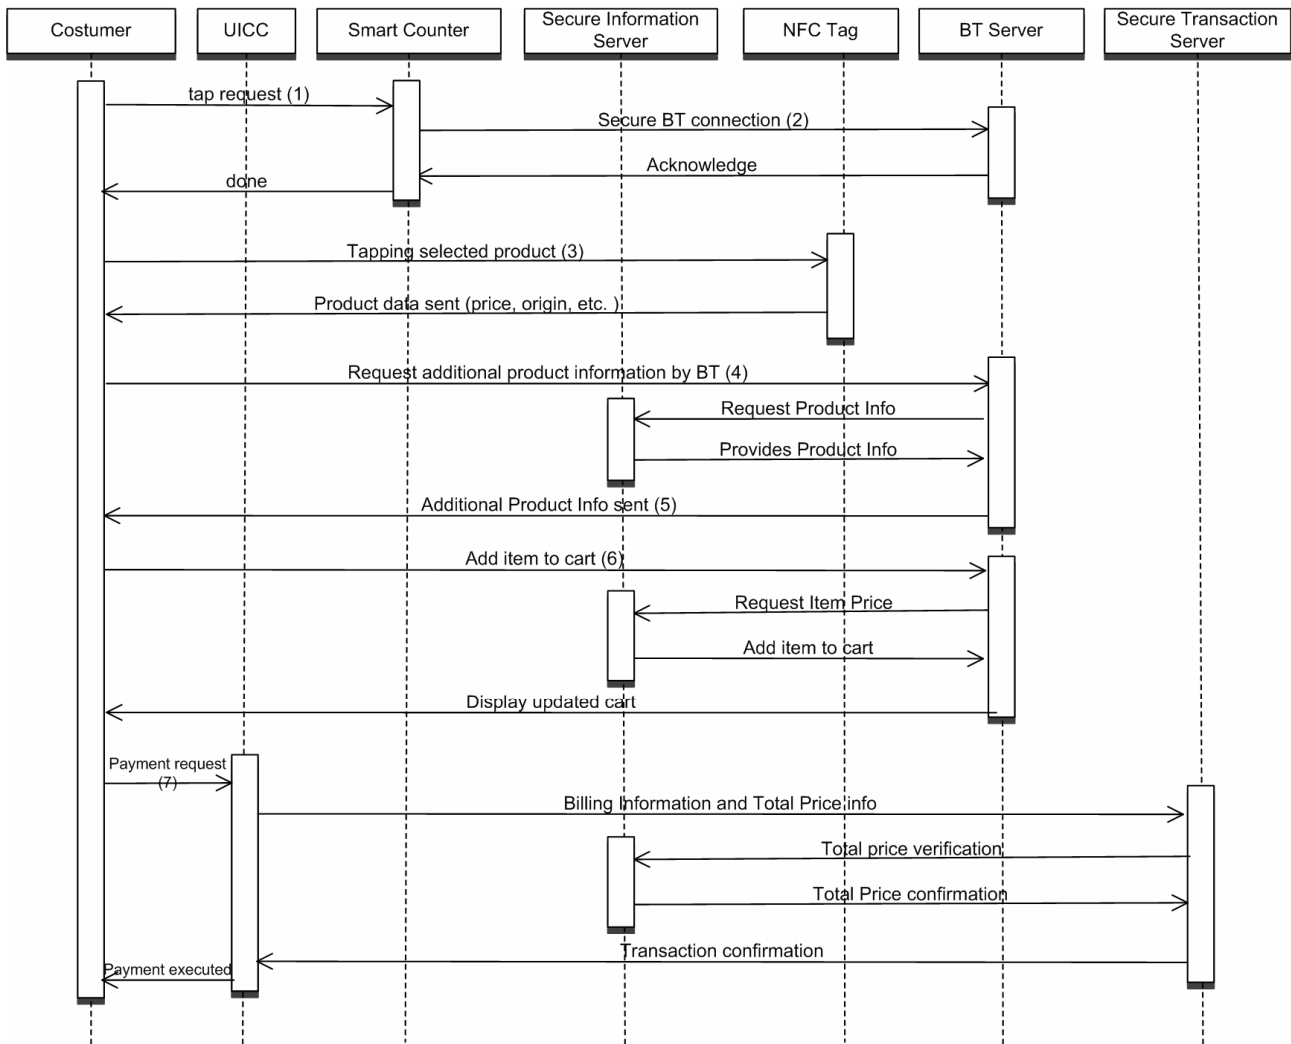 Costumer
UICC
Smart Counter
Secure Information
Server
NFC Tag
BT Server
Secure Transaction
Server
tap request (1)
Secure BT connection (2)
Acknowledge
done
Tapping selected product (3)
Product data sent (price, origin, etc. )
Request additional product information by BT (4)
Request Product Info
Provides Product Info
Additional Product Info sent (5)
Add item to cart (6)
Request Item Price
Add item to cart
Display updated cart
Payment request
(7)
Billing Information and Total Price info
Total price verification
Total Price confirmation
Transaction confirmation
Payment executed